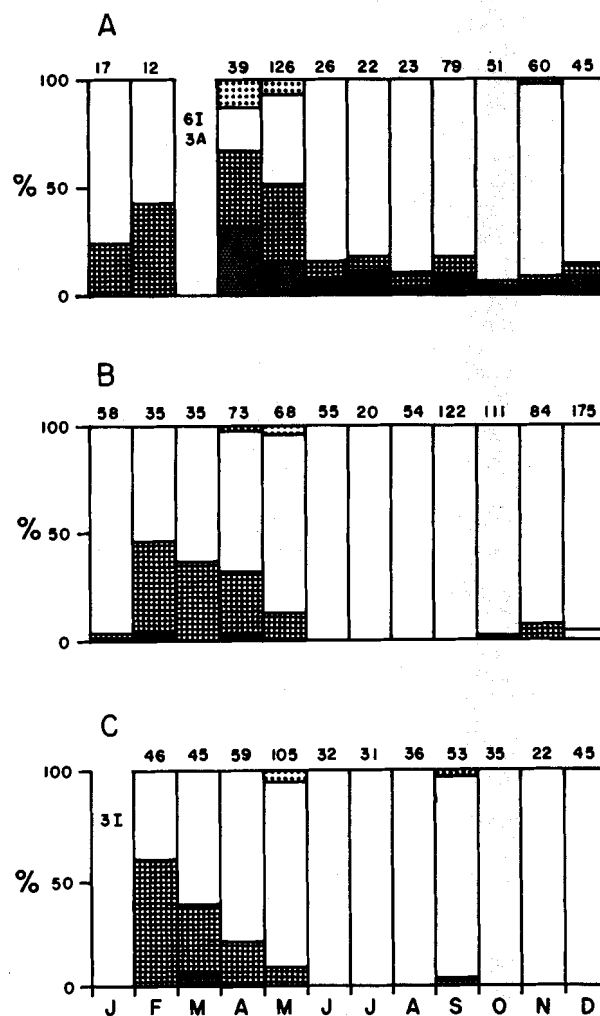 A
17 12 39 126 26 22 23 79 51 60 45
100
6I
3A
% 50
0
B
58 35 35 73 68 55 20 54 122 111 84 175
100
% 50
0
C
46 45 59 105 32 31 36 53 35 22 45
100
3I
% 50
0
J F M A M J J A S O N D